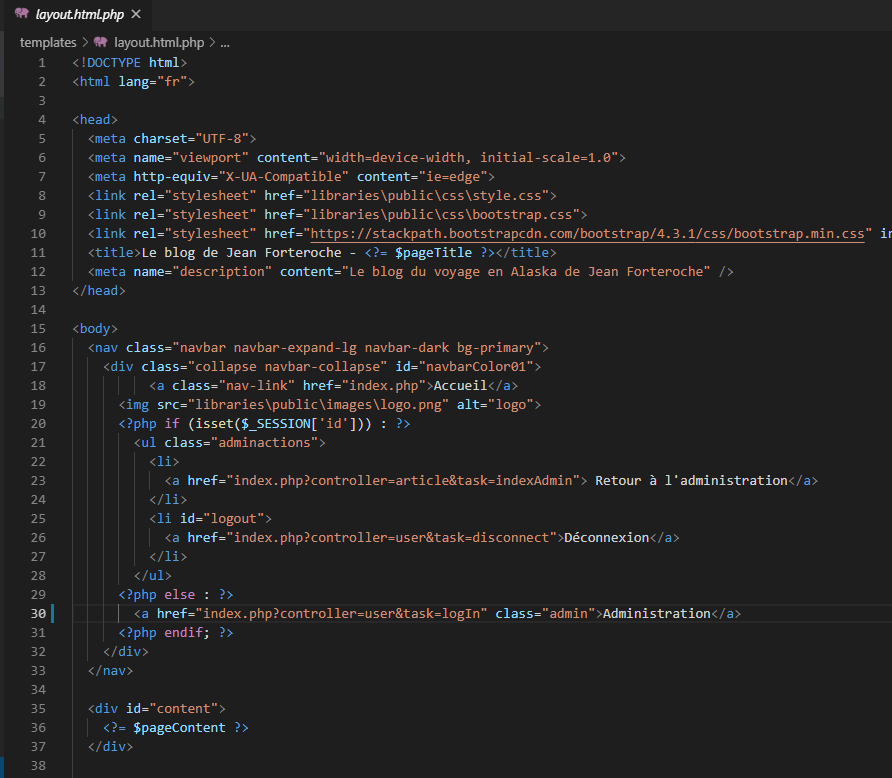 layout.html.php ×
templates > layout.html.php > ...
1 <!DOCTYPE html>
2 <html lang="fr">
3
4 <head>
5 <meta charset="UTF-8">
6 <meta name="viewport" content="width=device-width, initial-scale=1.0">
7 <meta http-equiv="X-UA-Compatible" content="ie=edge">
8 <link rel="stylesheet" href="libraries\public\css\style.css">
9 <link rel="stylesheet" href="libraries\public\css\bootstrap.css">
10 <link rel="stylesheet" href="https://stackpath.bootstrapcdn.com/bootstrap/4.3.1/css/bootstrap.min.css" in
11 <title>Le blog de Jean Forteroche - <?= $pageTitle ?></title>
12 <meta name="description" content="Le blog du voyage en Alaska de Jean Forteroche" />
13 </head>
14
15 <body>
16 <nav class="navbar navbar-expand-lg navbar-dark bg-primary">
17 <div class="collapse navbar-collapse" id="navbarColor01">
18 <a class="nav-link" href="index.php">Accueil</a>
19 <img src="libraries\public\images\logo.png" alt="logo">
20 <?php if (isset($_SESSION['id'])) : ?>
21 <ul class="adminactions">
22 <li>
23 <a href="index.php?controller=article&task=indexAdmin"> Retour à l'administration</a>
24 </li>
25 <li id="logout">
26 <a href="index.php?controller=user&task=disconnect">Déconnexion</a>
27 </li>
28 </ul>
29 <?php else : ?>
30 <a href="index.php?controller=user&task=logIn" class="admin">Administration</a>
31 <?php endif; ?>
32 </div>
33 </nav>
34
35 <div id="content">
36 <?= $pageContent ?>
37 </div>
38